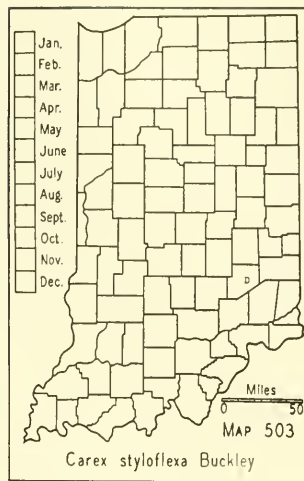 Jan.
Feb.
Mar.
Apr.
May
June
July
Aug.
Sept.
Oct.
Nov.
Dec.
D
Miles
0 50
MAP 503
Carex styloflexa Buckley